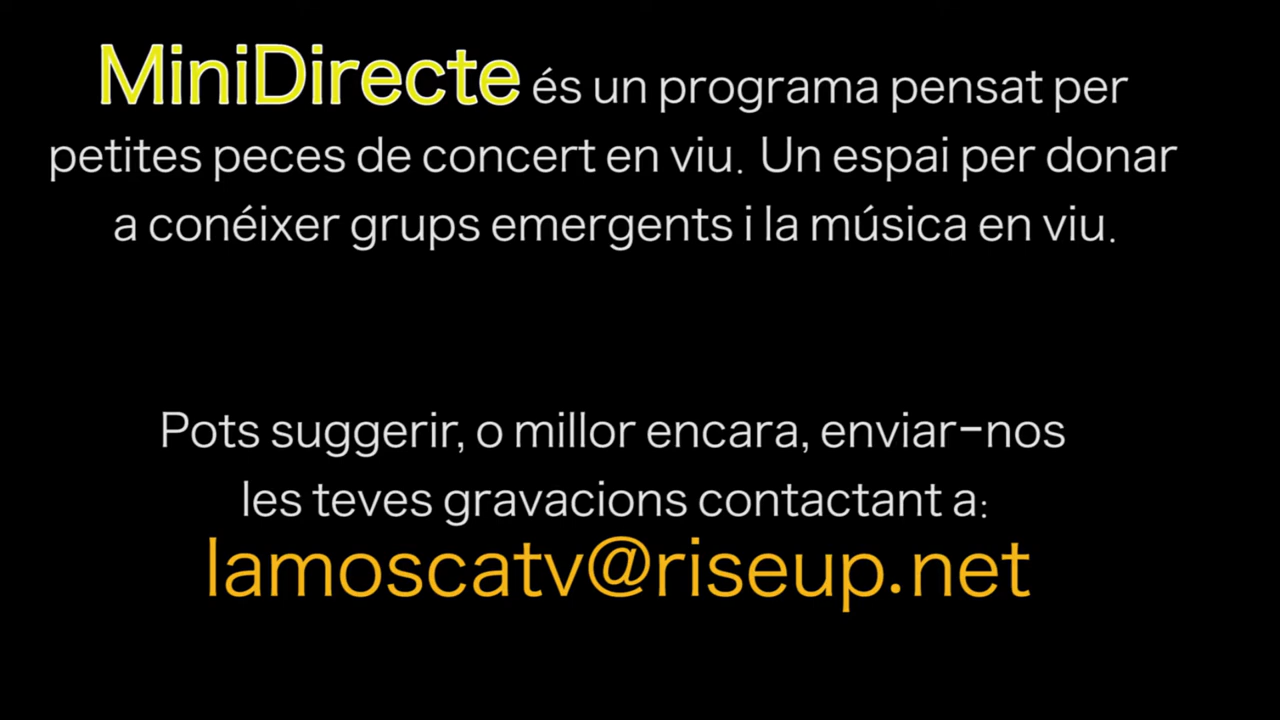 MiniDirecte és un programa pensat per
petites peces de concert en viu. Un espai per donar
a conéixer grups emergents i la música en viu.
Pots suggerir, o millor encara, enviar-nos
les teves gravacions contactant a:
lamoscatv@riseup.net